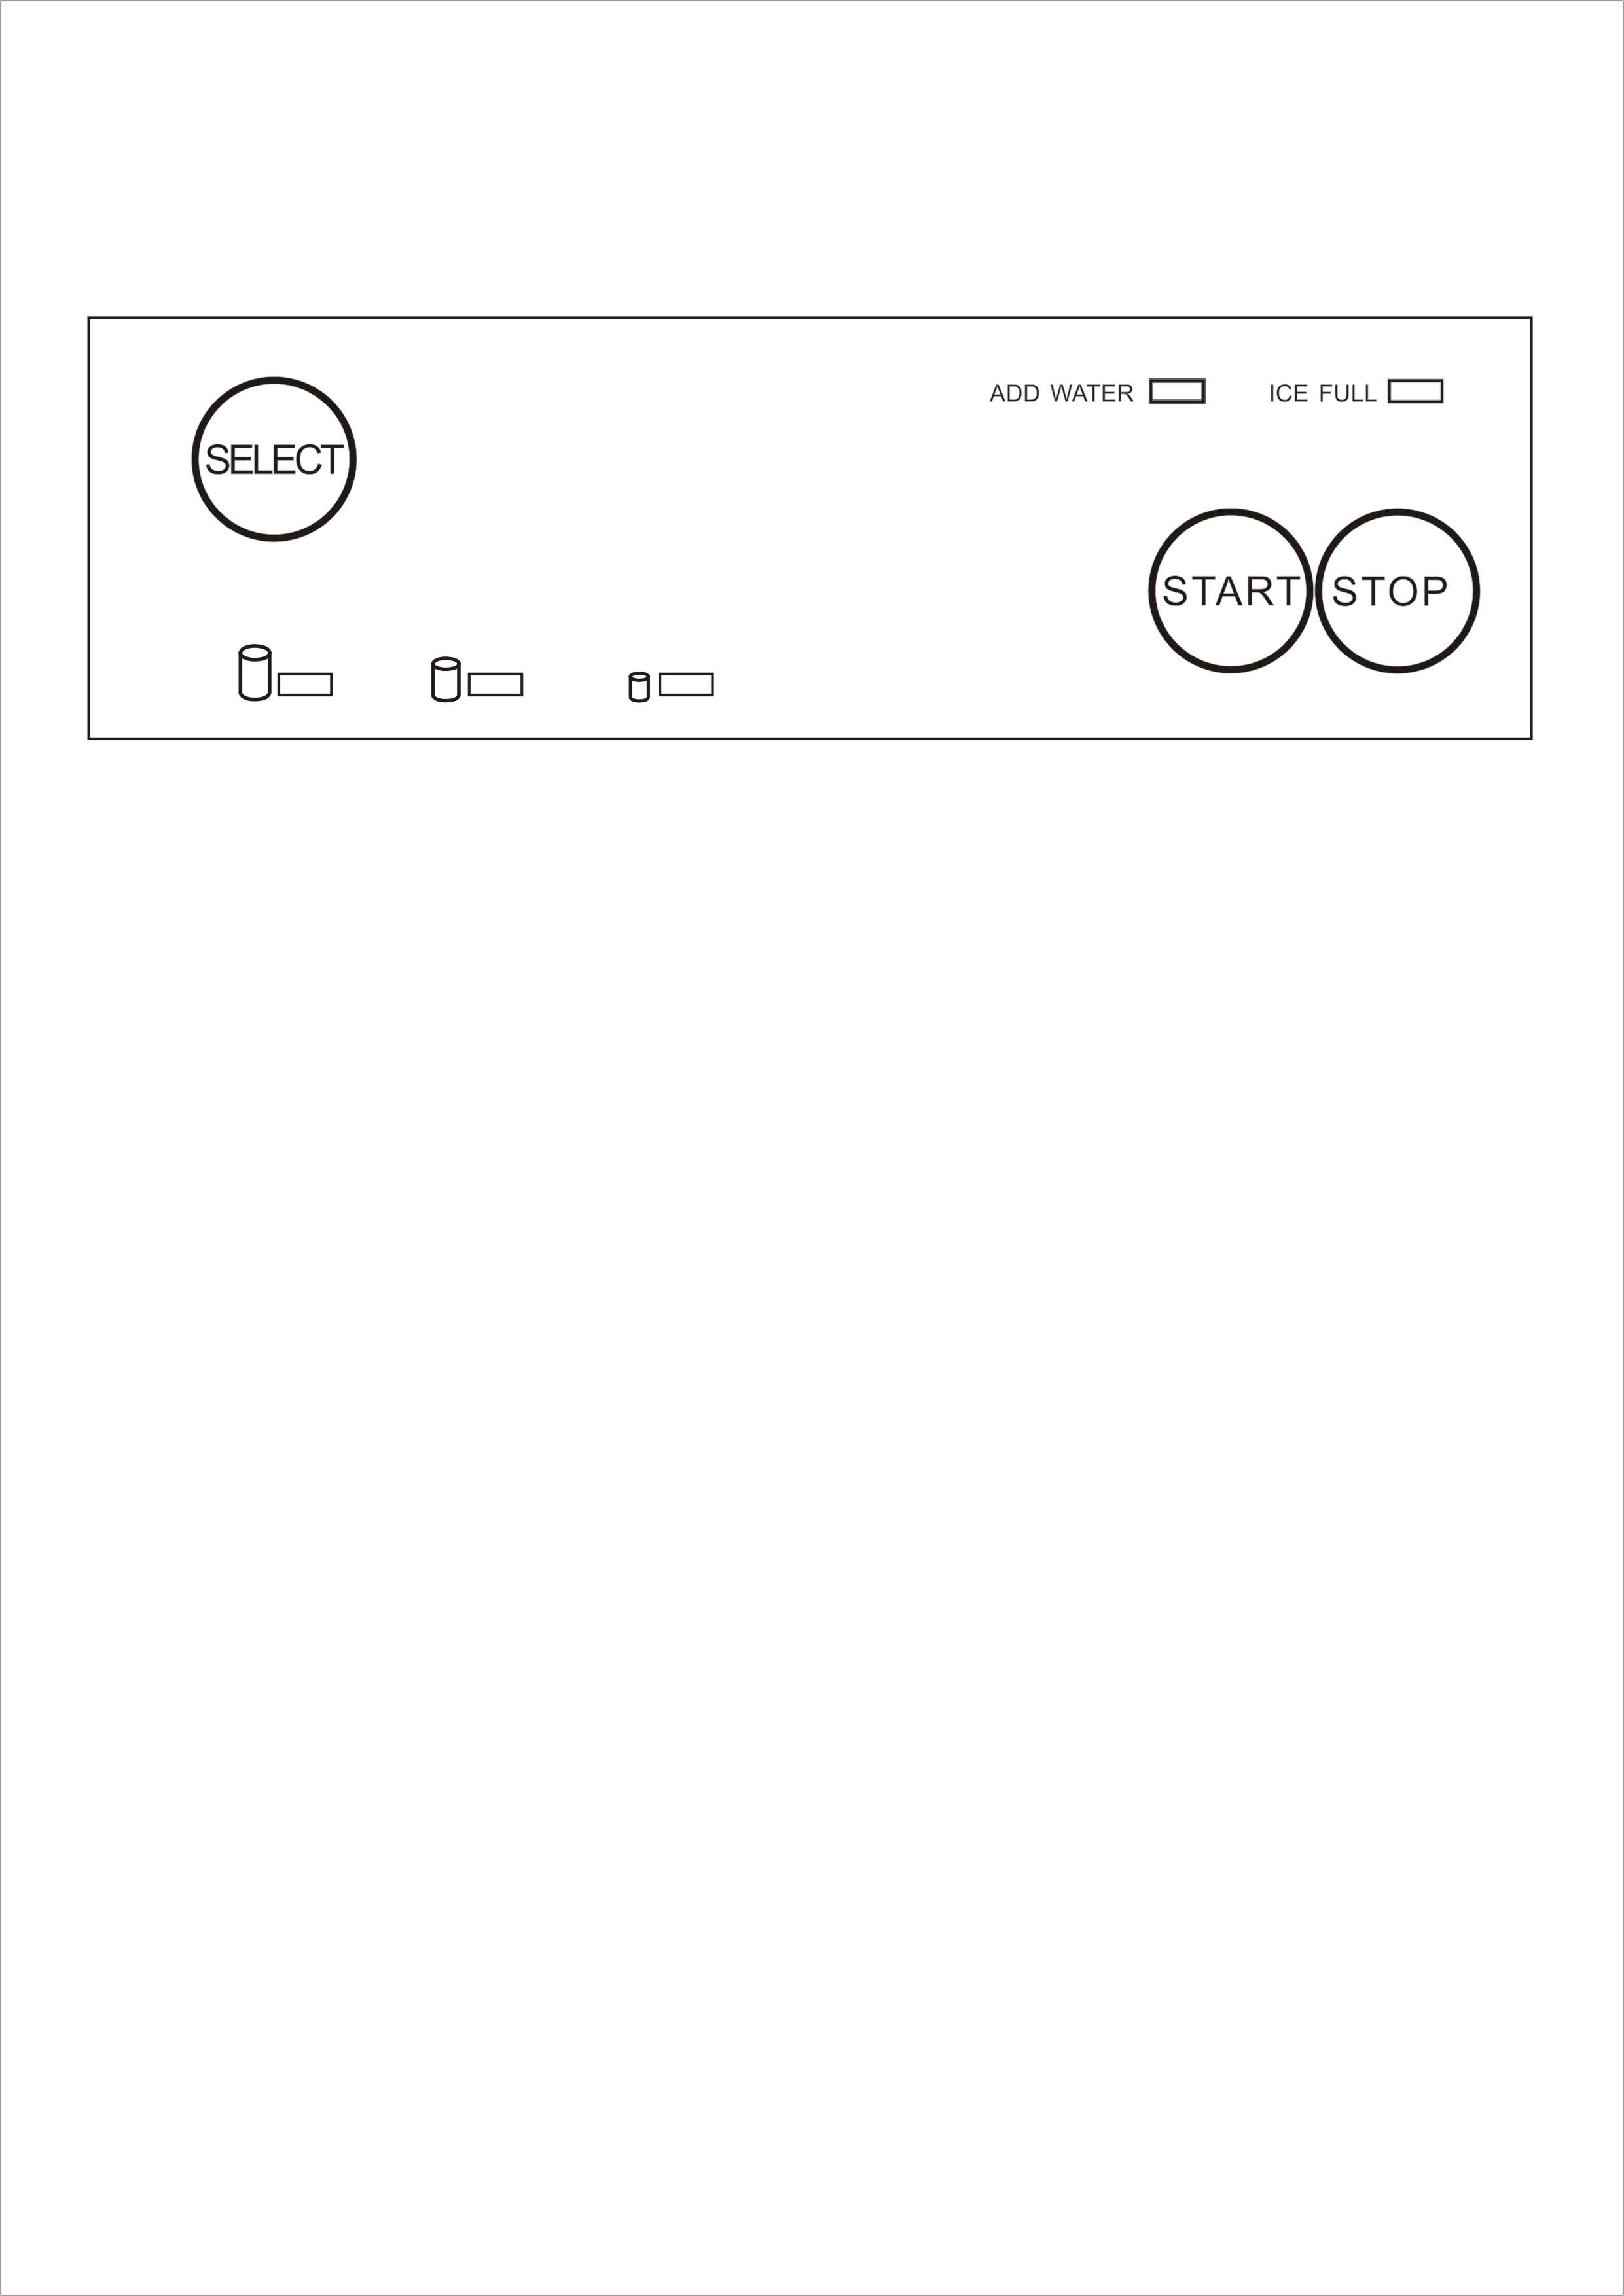 ADD WATER
ICE FULL
SELECT
START
STOP